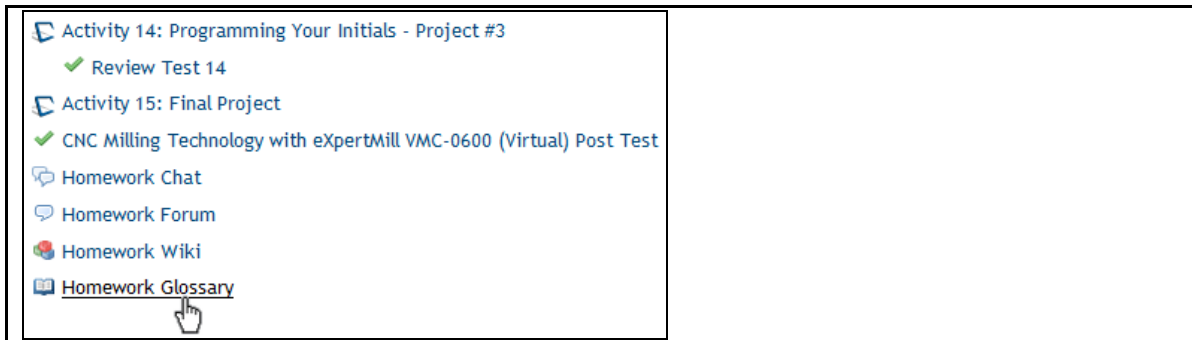 Activity 14: Programming Your Initials - Project #3
Review Test 14
Activity 15: Final Project
CNC Milling Technology with eXpertMill VMC-0600 (Virtual) Post Test
Homework Chat
Homework Forum
Homework Wiki
Homework Glossary